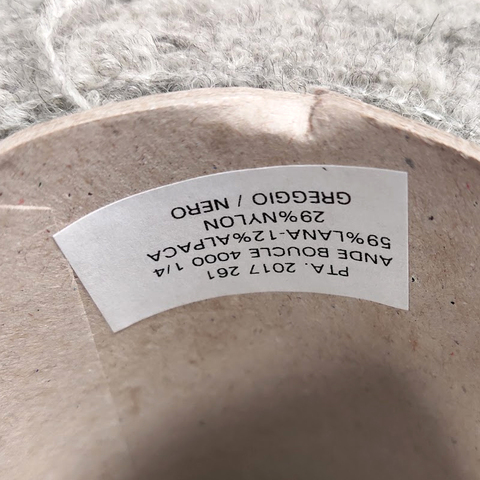 PTA. 2017 261
ANDE BOUCLE 4000 1/4
59%LANA-12%ALPACA
29%NYLON
GREGGIO / NERO